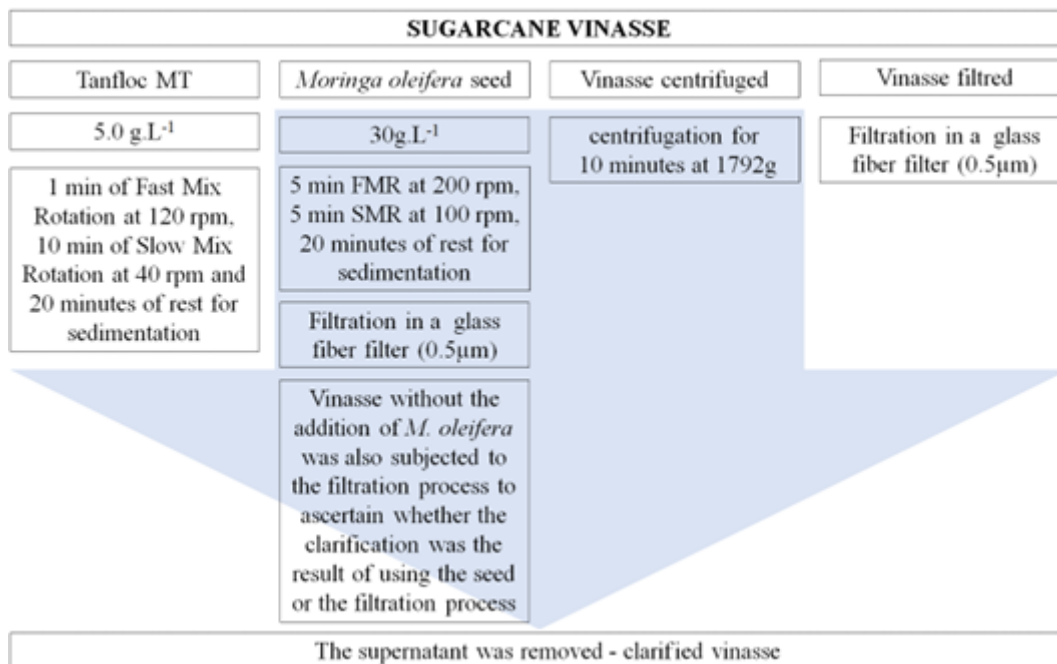 SUGARCANE VINASSE
Tanfloc MT
5.0 g.L⁻¹
1 min of Fast Mix
Rotation at 120 rpm,
10 min of Slow Mix
Rotation at 40 rpm and
20 minutes of rest for
sedimentation
Moringa oleifera seed
30g.L⁻¹
5 min FMR at 200 rpm,
5 min SMR at 100 rpm,
20 minutes of rest for
sedimentation
Filtration in a glass
fiber filter (0.5µm)
Vinasse without the
addition of M. oleifera
was also subjected to
the filtration process to
ascertain whether the
clarification was the
result of using the seed
or the filtration process
Vinasse centrifuged
centrifugation for
10 minutes at 1792g
Vinasse filtred
Filtration in a glass
fiber filter (0.5µm)
The supernatant was removed - clarified vinasse